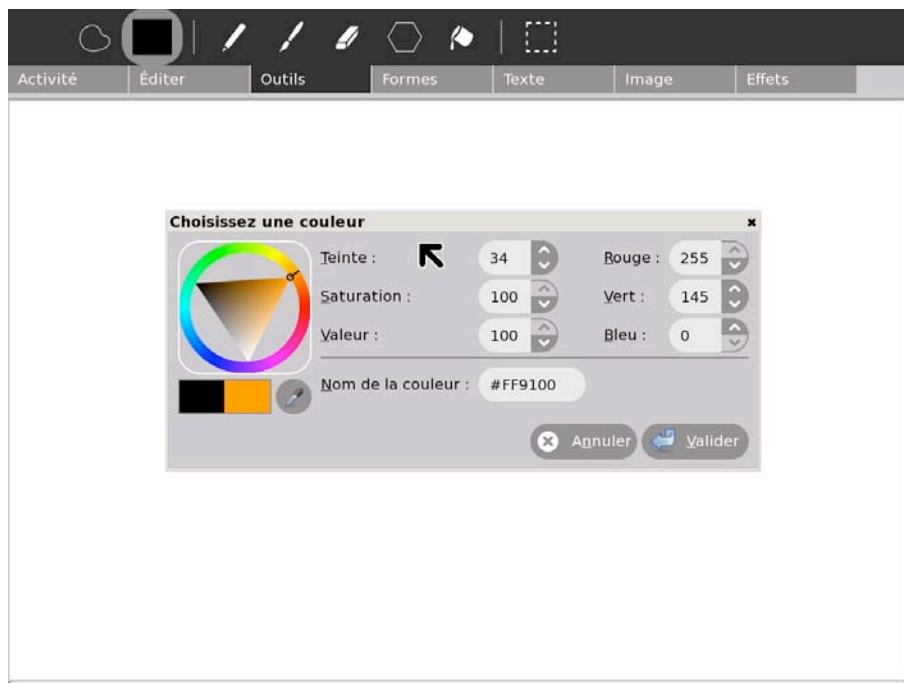 Activité Éditer Outils Formes Texte Image Effets
Choisissez une couleur
Teinte : 34 Rouge : 255
Saturation : 100 Vert : 145
Valeur : 100 Bleu : 0
Nom de la couleur : #FF9100
Annuler Valider